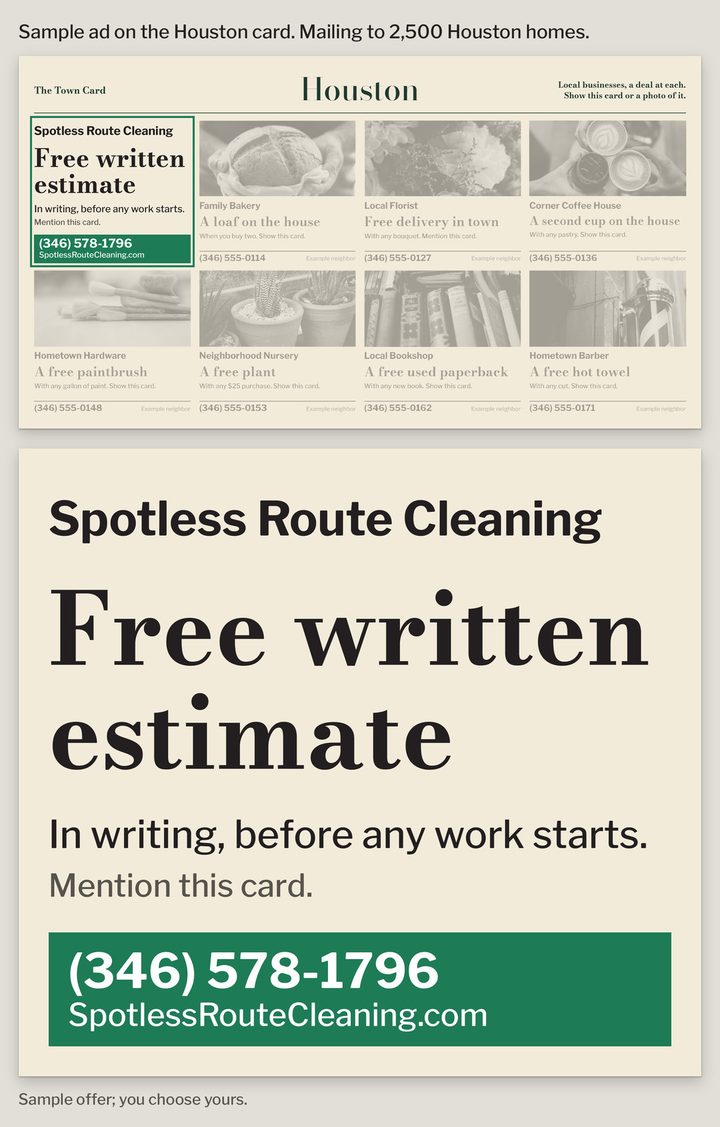 Sample ad on the Houston card. Mailing to 2,500 Houston homes.
The Town Card
Houston
Local businesses, a deal at each.
Show this card or a photo of it.
Spotless Route Cleaning
Free written
estimate
In writing, before any work starts.
Mention this card.
(346) 578-1796
SpotlessRouteCleaning.com
Family Bakery
A loaf on the house
When you buy two. Show this card.
(346) 555-0114
Example neighbor
Local Florist
Free delivery in town
With any bouquet. Mention this card.
(346) 555-0127
Example neighbor
Corner Coffee House
A second cup on the house
With any pastry. Show this card.
(346) 555-0136
Example neighbor
Hometown Hardware
A free paintbrush
With any gallon of paint. Show this card.
(346) 555-0148
Example neighbor
Neighborhood Nursery
A free plant
With any $25 purchase. Show this card.
(346) 555-0153
Example neighbor
Local Bookshop
A free used paperback
With any new book. Show this card.
(346) 555-0162
Example neighbor
Hometown Barber
A free hot towel
With any cut. Show this card.
(346) 555-0171
Example neighbor
Spotless Route Cleaning
Free written
estimate
In writing, before any work starts.
Mention this card.
(346) 578-1796
SpotlessRouteCleaning.com
Sample offer; you choose yours.